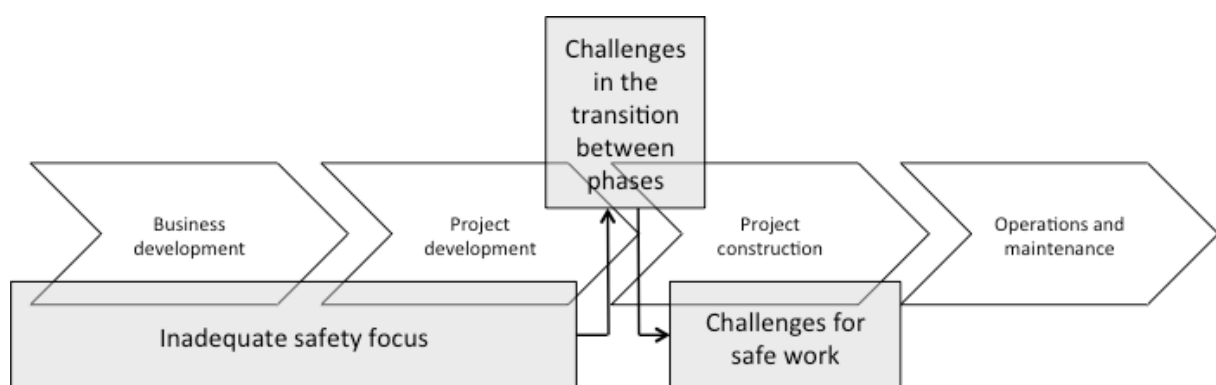 Challenges
in the
transition
between
phases
Business
development
Project
development
Project
construction
Operations and
maintenance
Inadequate safety focus
Challenges for
safe work